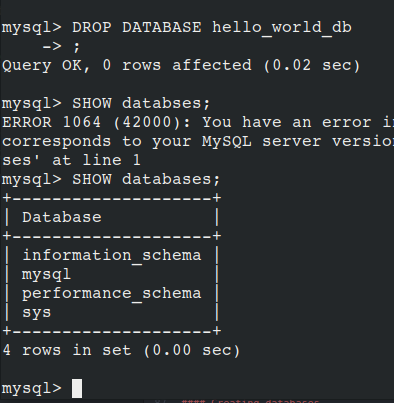 mysql> DROP DATABASE hello_world_db
    -> ;
Query OK, 0 rows affected (0.02 sec)
mysql> SHOW databses;
ERROR 1064 (42000): You have an error i
corresponds to your MySQL server versio
ses' at line 1
mysql> SHOW databases;
+--------------------+
| Database           |
+--------------------+
| information_schema |
| mysql              |
| performance_schema |
| sys                |
+--------------------+
4 rows in set (0.00 sec)
mysql>
#### Creating databases